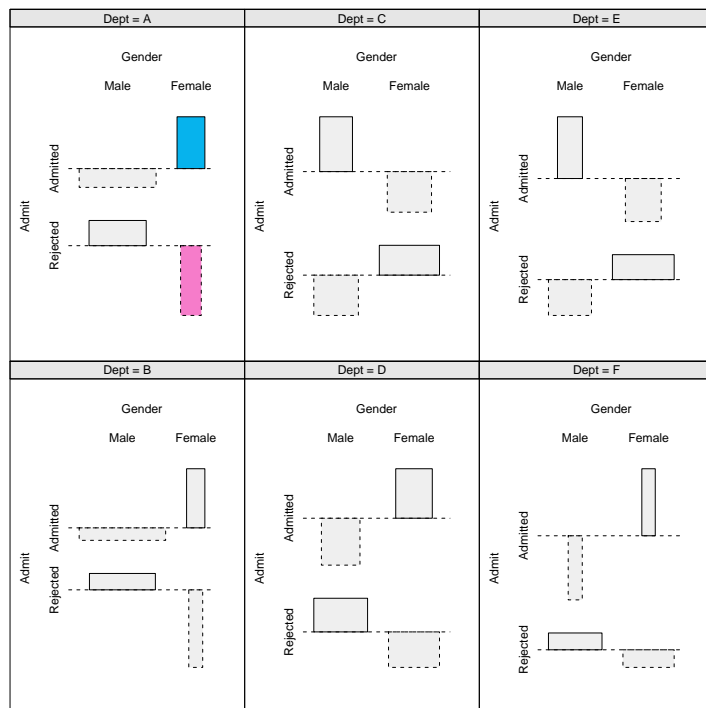 Dept = A
Gender
Male Female
Admit
Admitted
Rejected
Dept = C
Gender
Male Female
Admit
Admitted
Rejected
Dept = E
Gender
Male Female
Admit
Admitted
Rejected
Dept = B
Gender
Male Female
Admit
Admitted
Rejected
Dept = D
Gender
Male Female
Admit
Admitted
Rejected
Dept = F
Gender
Male Female
Admit
Admitted
Rejected